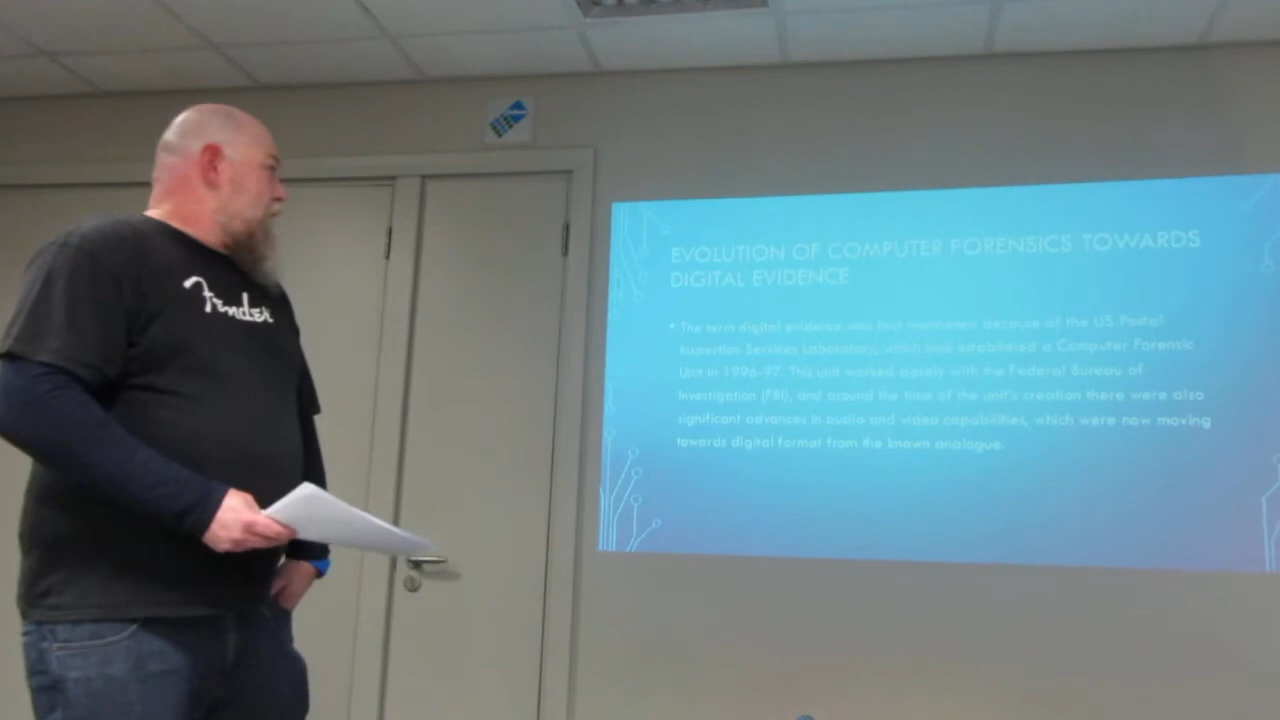 Fender
EVOLUTION OF COMPUTER FORENSICS TOWARDS
DIGITAL EVIDENCE
• The term digital evidence was first mentioned because of the US Postal
Inspection Services Laboratory, which now established a Computer Forensic
Unit in 1996-97. This unit worked closely with the Federal Bureau of
Investigation (FBI), and around the time of the unit's creation there were also
significant advances in audio and video capabilities, which were now moving
towards digital format from the known analogue.